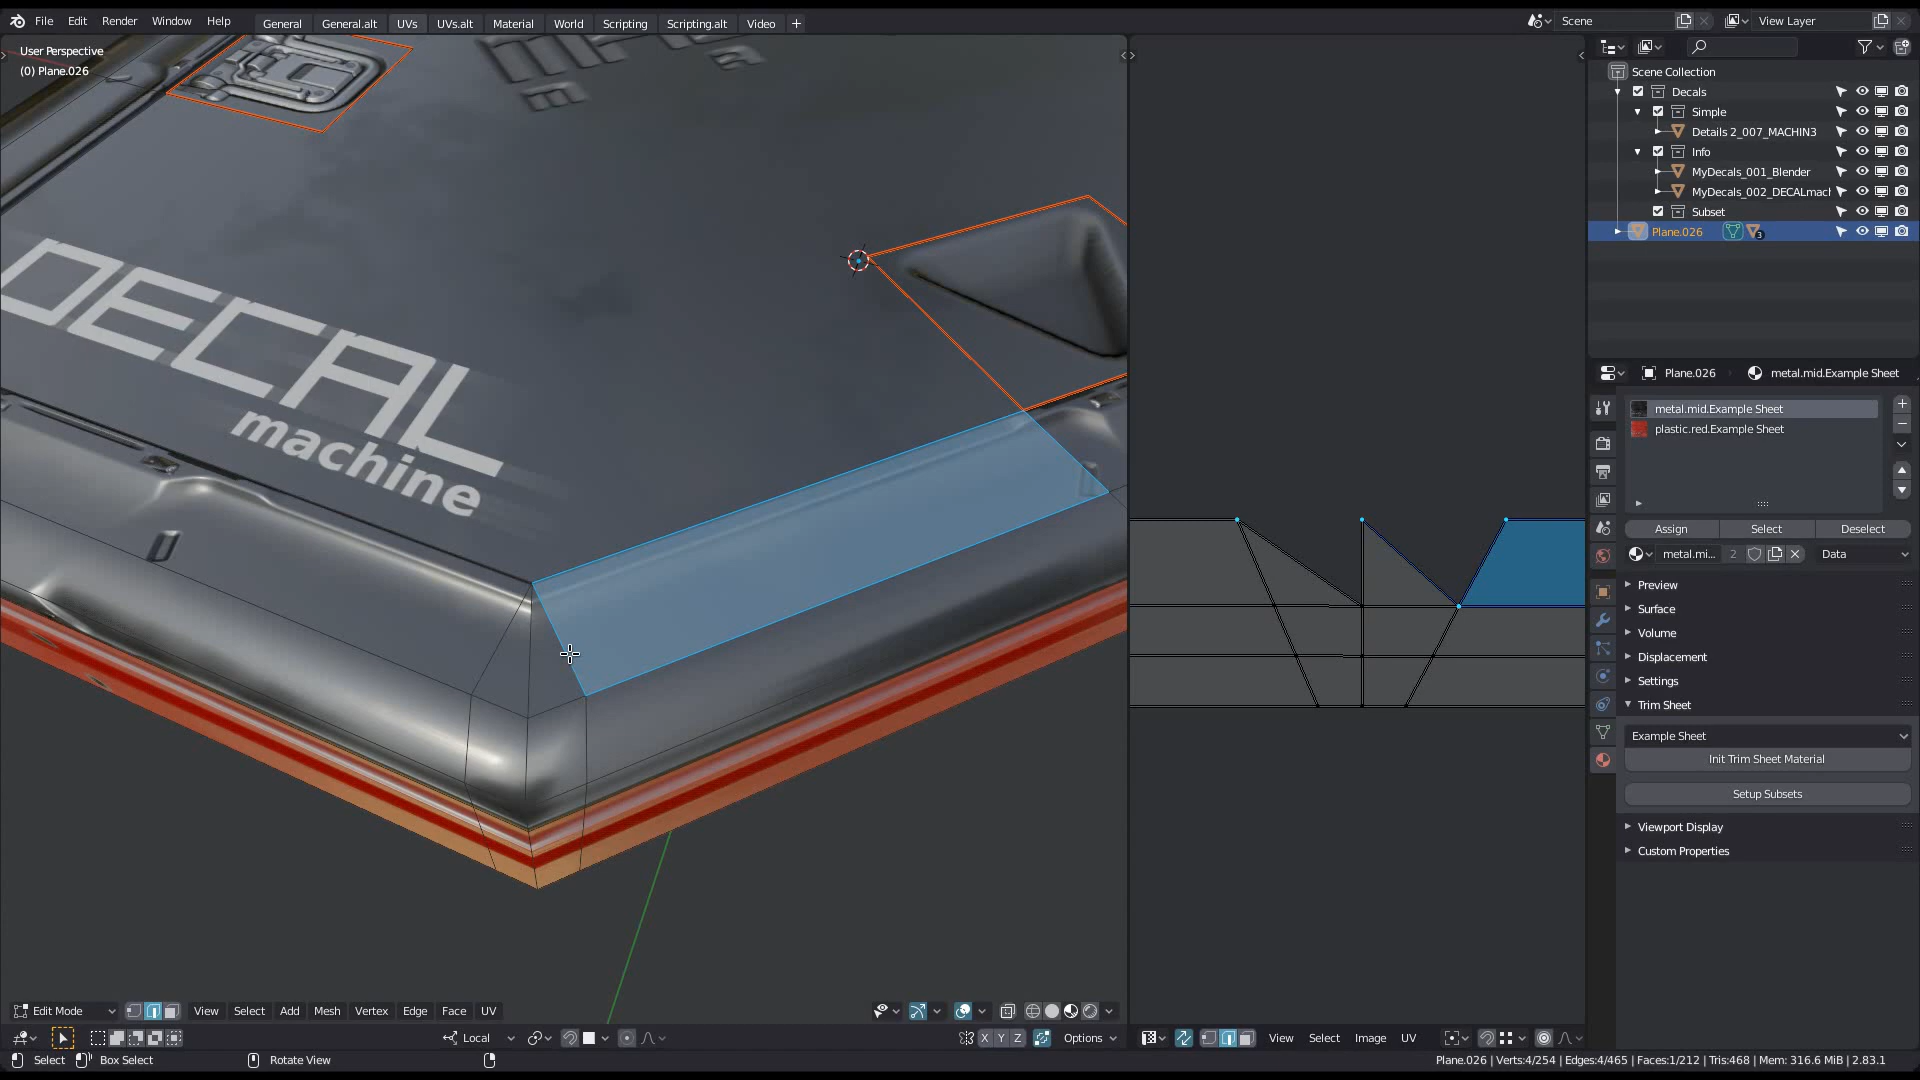 File Edit Render Window Help
General General.alt UVs UVs.alt Material World Scripting Scripting.alt Video +
Scene
View Layer
User Perspective
(0) Plane.026
DECAL
machine
Scene Collection
Decals
Simple
Details 2_007_MACHIN3
Info
MyDecals_001_Blender
MyDecals_002_DECALmach
Subset
Plane.026 3
Plane.026 metal.mid.Example Sheet
metal.mid.Example Sheet
plastic.red.Example Sheet
Assign Select Deselect
metal.mi... 2 Data
Preview
Surface
Volume
Displacement
Settings
Trim Sheet
Example Sheet
Init Trim Sheet Material
Setup Subsets
Viewport Display
Custom Properties
Edit Mode View Select Add Mesh Vertex Edge Face UV
Local X Y Z Options
View Select Image UV
Select Box Select Rotate View
Plane.026 | Verts:4/254 | Edges:4/465 | Faces:1/212 | Tris:468 | Mem: 316.6 MiB | 2.83.1